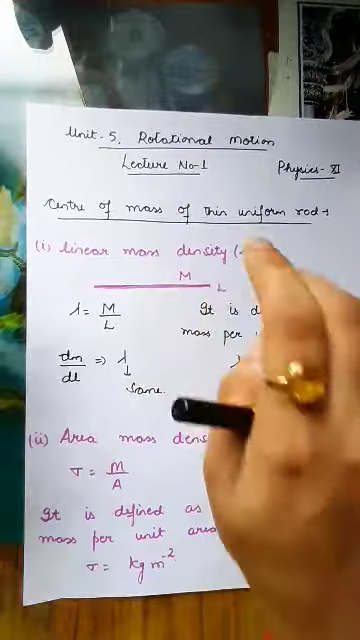 Unit-5. Rotational Motion
Lecture No-1 Physics-XI
Centre of mass of thin uniform rod→
(i) linear mass density (
M
L
λ = M/L It is d
mass per u
dm/dl => λ λ
↓
Same.
(ii) Area mass dens
σ = M/A
It is defined as
mass per unit area
σ = kg m⁻²